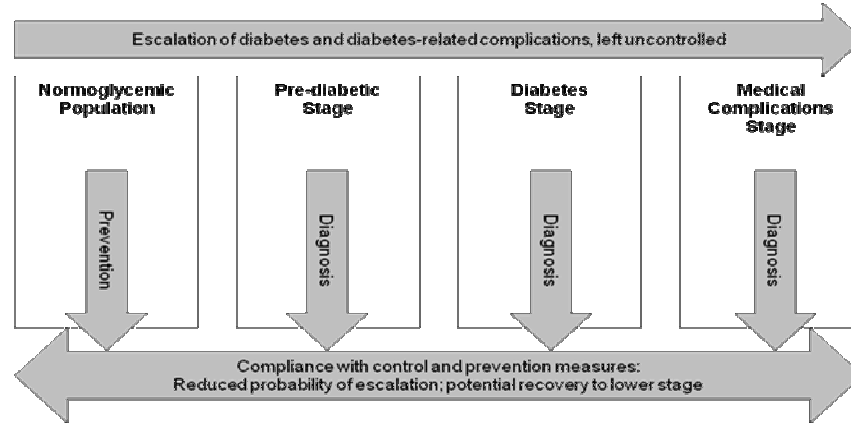 Escalation of diabetes and diabetes-related complications, left uncontrolled
Normoglycemic
Population
Pre-diabetic
Stage
Diabetes
Stage
Medical
Complications
Stage
Prevention
Diagnosis
Diagnosis
Diagnosis
Compliance with control and prevention measures:
Reduced probability of escalation; potential recovery to lower stage